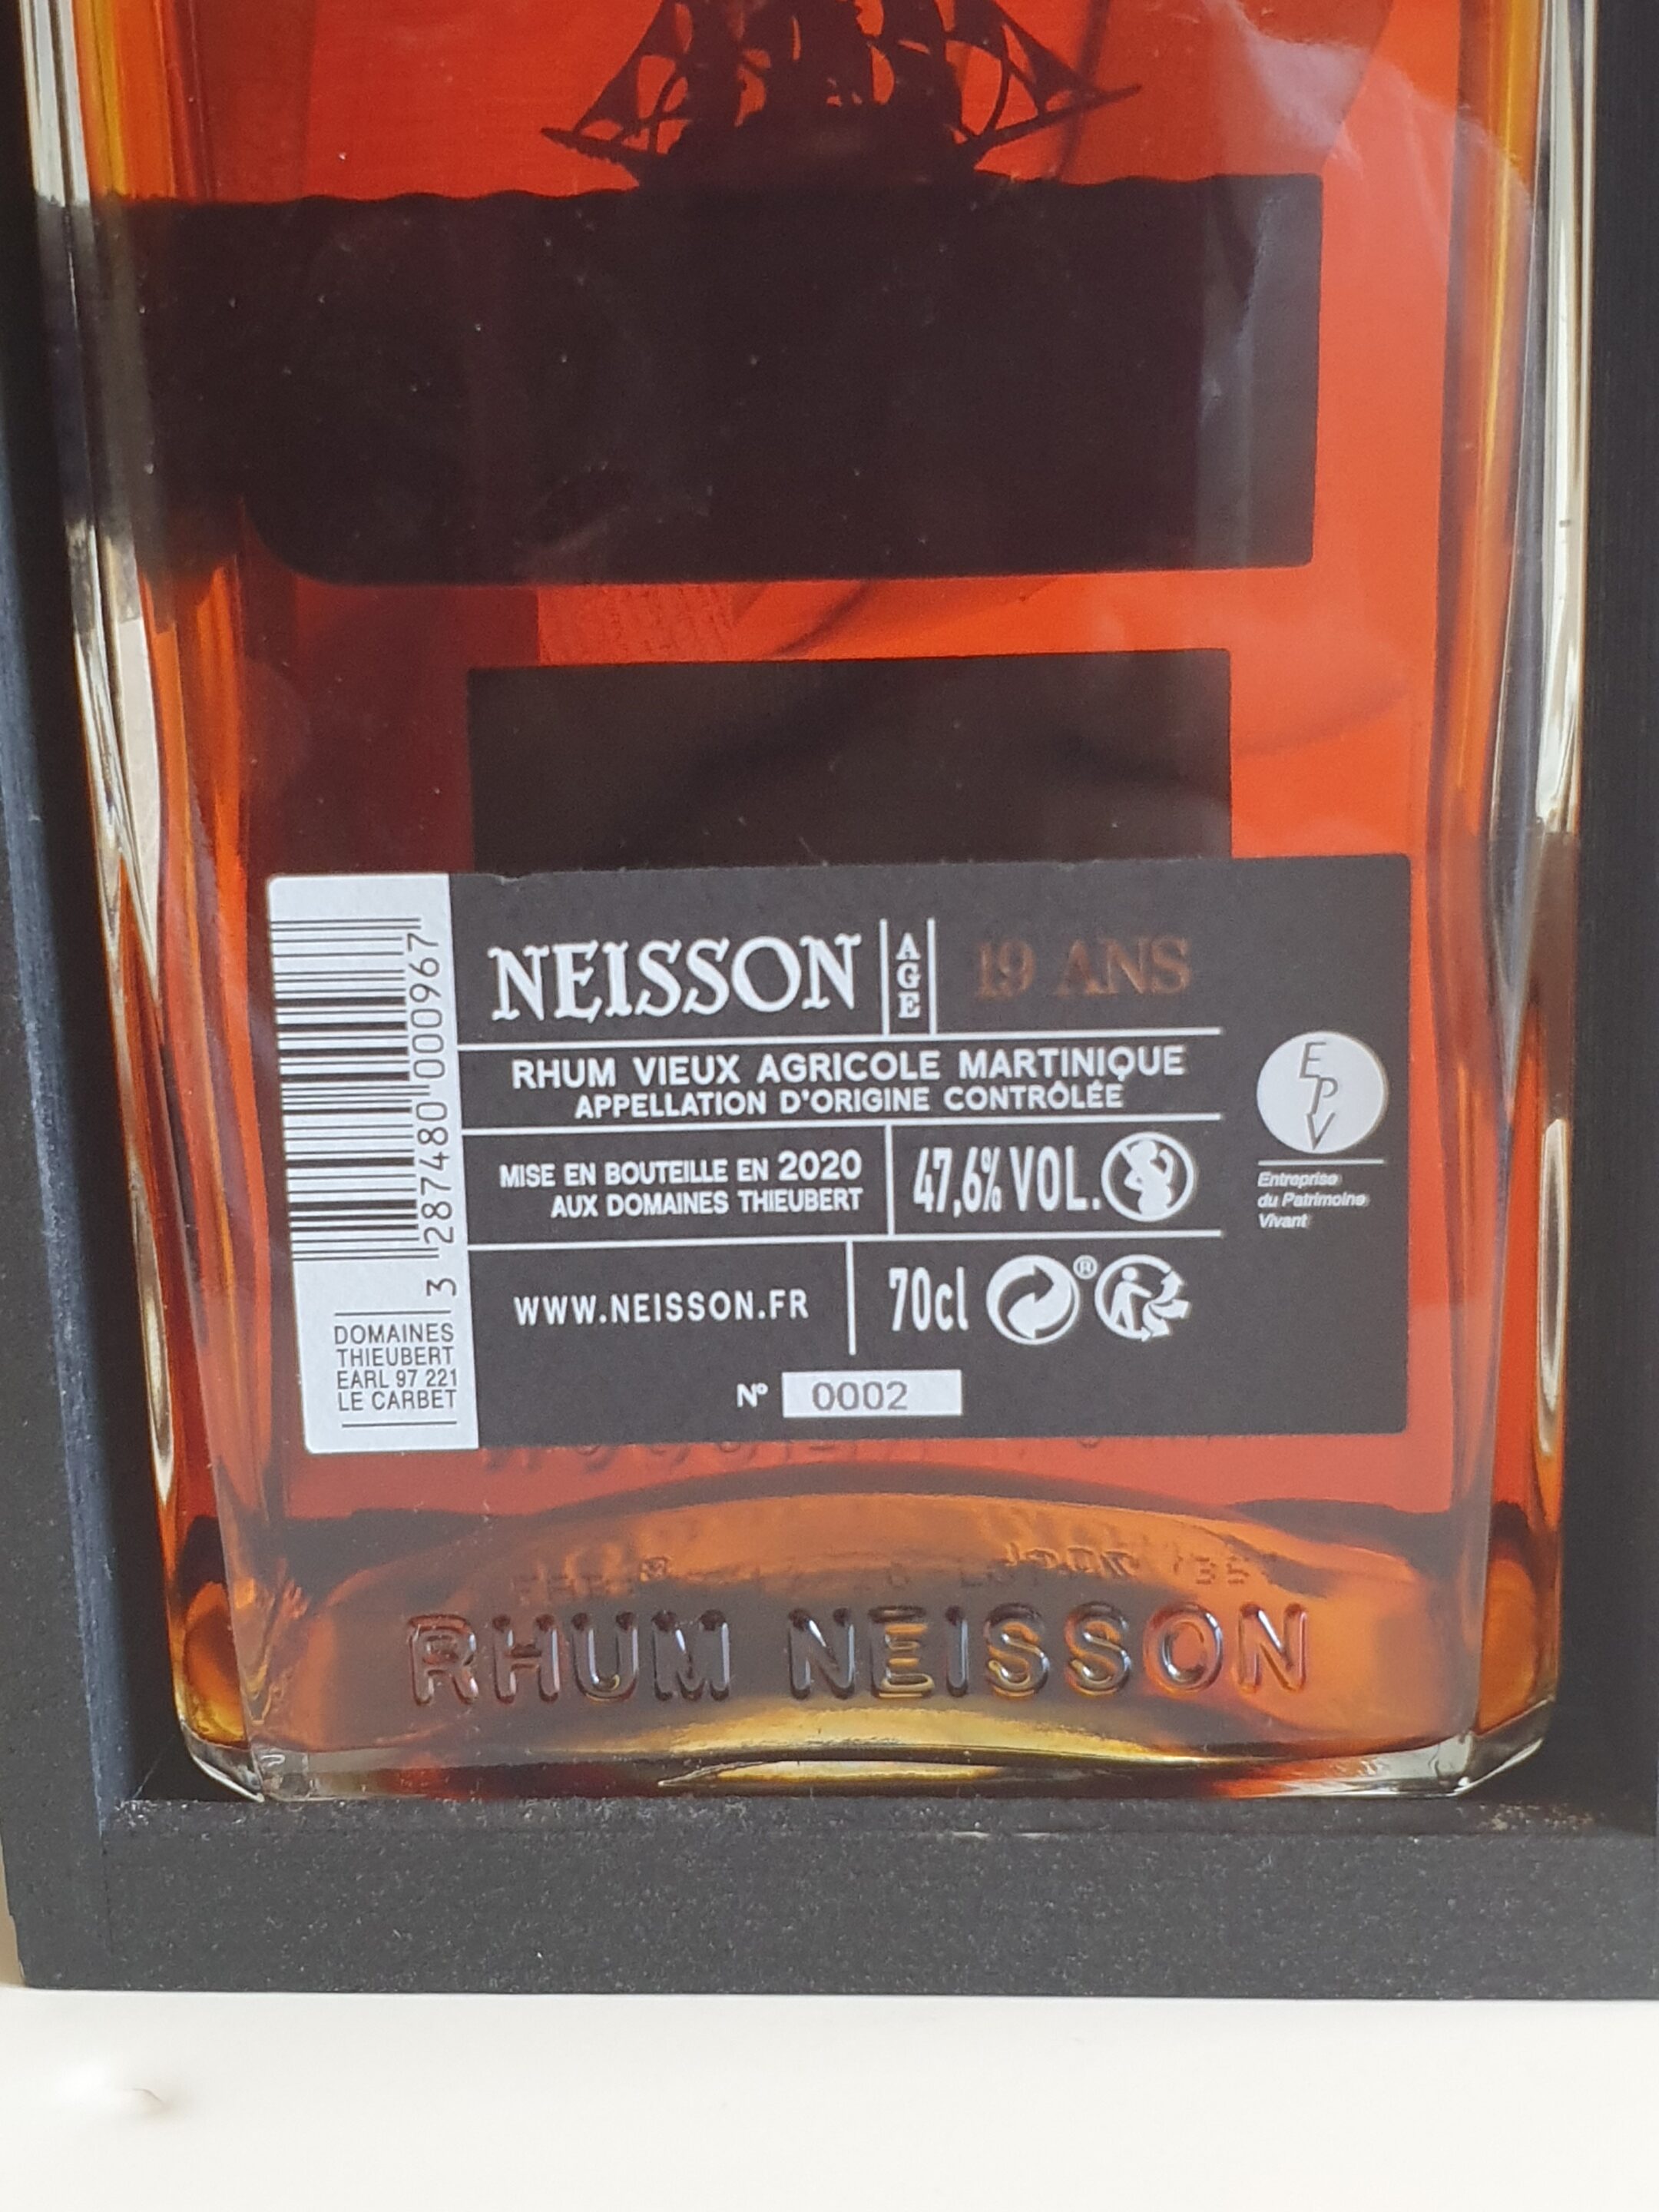 NEISSON
AGE
19 ANS
RHUM VIEUX AGRICOLE MARTINIQUE
APPELLATION D'ORIGINE CONTRÔLÉE
MISE EN BOUTEILLE EN 2020
AUX DOMAINES THIEUBERT
47,6% VOL.
EPV
Entreprise
du Patrimoine
Vivant
WWW.NEISSON.FR
70cl
®
Nº 0002
3 287480 000967
DOMAINES
THIEUBERT
EARL 97 221
LE CARBET
RHUM NEISSON